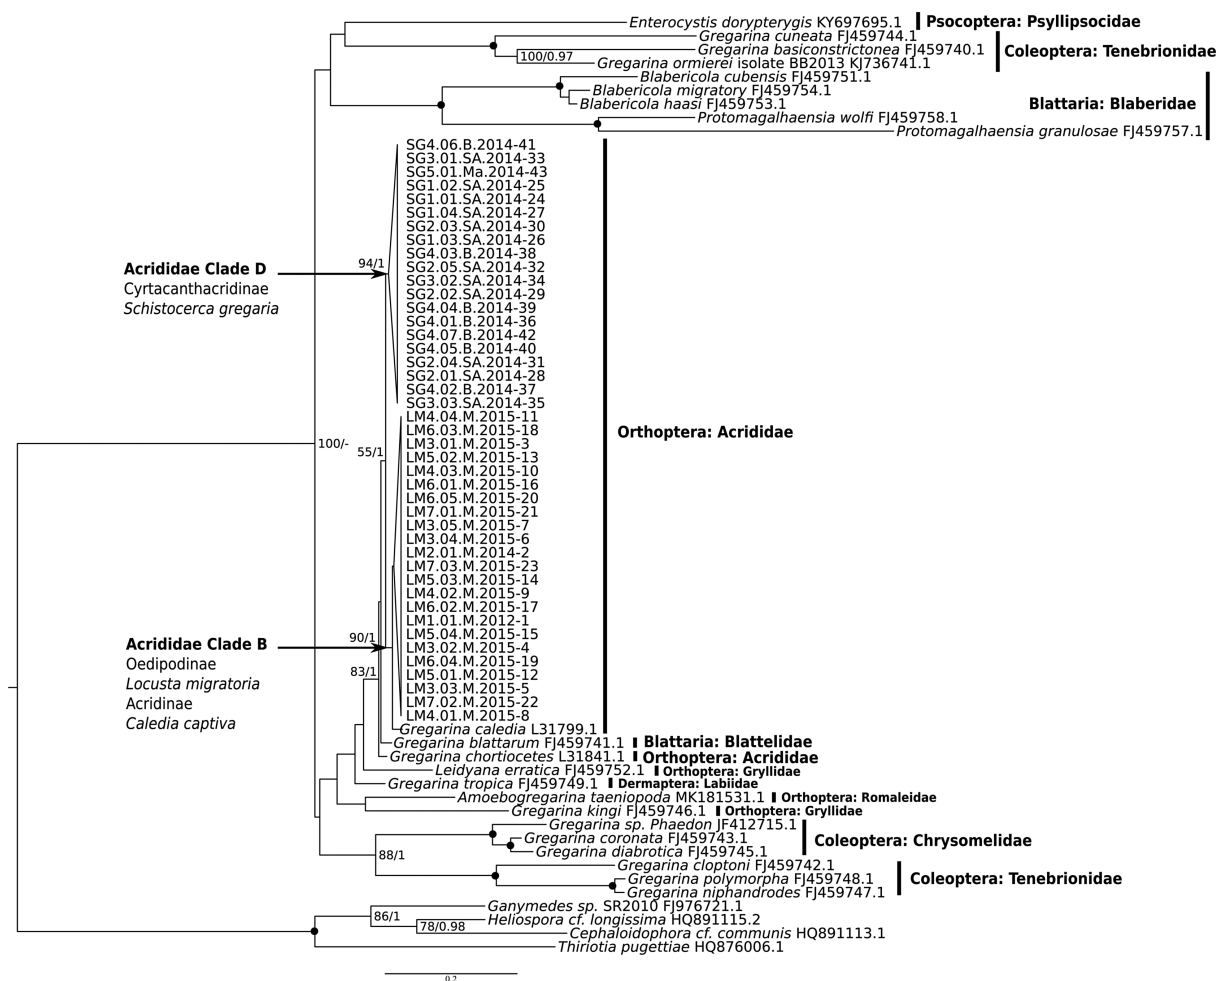 Enterocystis dorypterygis KY697695.1 Psocoptera: Psyllipsocidae
Gregarina cuneata FJ459744.1
Gregarina basiconstrictonea FJ459740.1 Coleoptera: Tenebrionidae
100/0.97
Gregarina ormierei isolate BB2013 KJ736741.1
Blabericola cubensis FJ459751.1
Blabericola migratory FJ459754.1
Blabericola haasi FJ459753.1 Blattaria: Blaberidae
Protomagalhaensia wolfi FJ459758.1
Protomagalhaensia granulosae FJ459757.1
SG4.06.B.2014-41
SG3.01.SA.2014-33
SG5.01.Ma.2014-43
SG1.02.SA.2014-25
SG1.01.SA.2014-24
SG1.04.SA.2014-27
SG2.03.SA.2014-30
SG1.03.SA.2014-26
SG4.03.B.2014-38
94/1
SG2.05.SA.2014-32
Acrididae Clade D
Cyrtacanthacridinae
Schistocerca gregaria
SG3.02.SA.2014-34
SG2.02.SA.2014-29
SG4.04.B.2014-39
SG4.01.B.2014-36
SG4.07.B.2014-42
SG4.05.B.2014-40
SG2.04.SA.2014-31
SG2.01.SA.2014-28
SG4.02.B.2014-37
SG3.03.SA.2014-35
LM4.04.M.2015-11
LM6.03.M.2015-18
Orthoptera: Acrididae
100/-
LM3.01.M.2015-3
55/1
LM5.02.M.2015-13
LM4.03.M.2015-10
LM6.01.M.2015-16
LM6.05.M.2015-20
LM7.01.M.2015-21
LM3.05.M.2015-7
LM3.04.M.2015-6
LM2.01.M.2014-2
LM7.03.M.2015-23
LM5.03.M.2015-14
LM4.02.M.2015-9
LM6.02.M.2015-17
LM1.01.M.2012-1
LM5.04.M.2015-15
90/1
LM3.02.M.2015-4
Acrididae Clade B
Oedipodinae
Locusta migratoria
Acridinae
Caledia captiva
LM6.04.M.2015-19
83/1
LM5.01.M.2015-12
LM3.03.M.2015-5
LM7.02.M.2015-22
LM4.01.M.2015-8
Gregarina caledia L31799.1
Gregarina blattarum FJ459741.1 Blattaria: Blattelidae
Gregarina chortiocetes L31841.1 Orthoptera: Acrididae
Leidyana erratica FJ459752.1 Orthoptera: Gryllidae
Gregarina tropica FJ459749.1 Dermaptera: Labiidae
Amoebogregarina taeniopoda MK181531.1 Orthoptera: Romaleidae
Gregarina kingi FJ459746.1 Orthoptera: Gryllidae
Gregarina sp. Phaedon JF412715.1
Gregarina coronata FJ459743.1 Coleoptera: Chrysomelidae
Gregarina diabrotica FJ459745.1
88/1
Gregarina cloptoni FJ459742.1
Gregarina polymorpha FJ459748.1 Coleoptera: Tenebrionidae
Gregarina niphandrodes FJ459747.1
Ganymedes sp. SR2010 FJ976721.1
86/1
Heliospora cf. longissima HQ891115.2
78/0.98
Cephaloidophora cf. communis HQ891113.1
Thiriotia pugettiae HQ876006.1
0.2